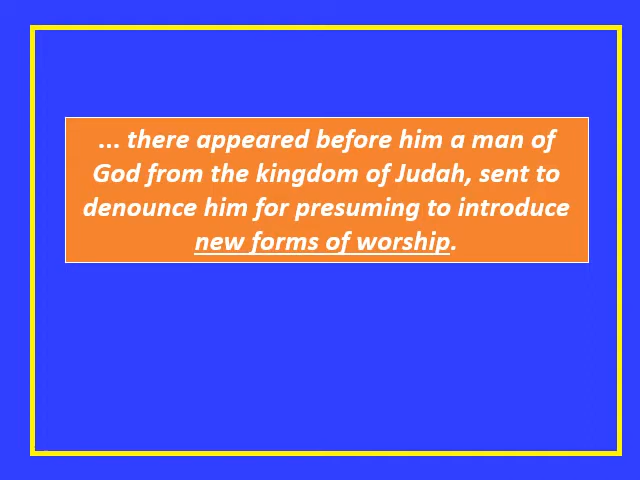 ... there appeared before him a man of
God from the kingdom of Judah, sent to
denounce him for presuming to introduce
new forms of worship.